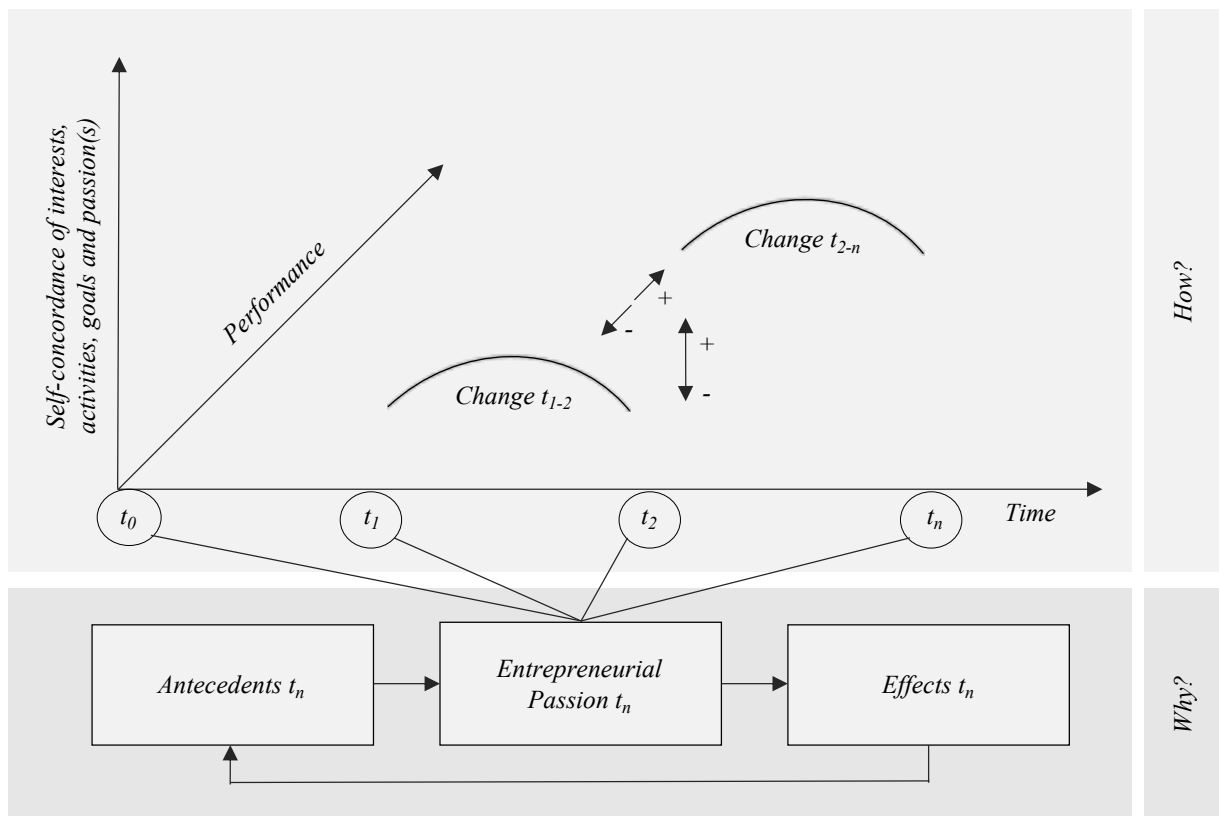 Self-concordance of interests,
activities, goals and passion(s)
Performance
Change t2-n
+
-
+
-
Change t1-2
How?
t0
t1
t2
tn
Time
Antecedents tn
Entrepreneurial
Passion tn
Effects tn
Why?